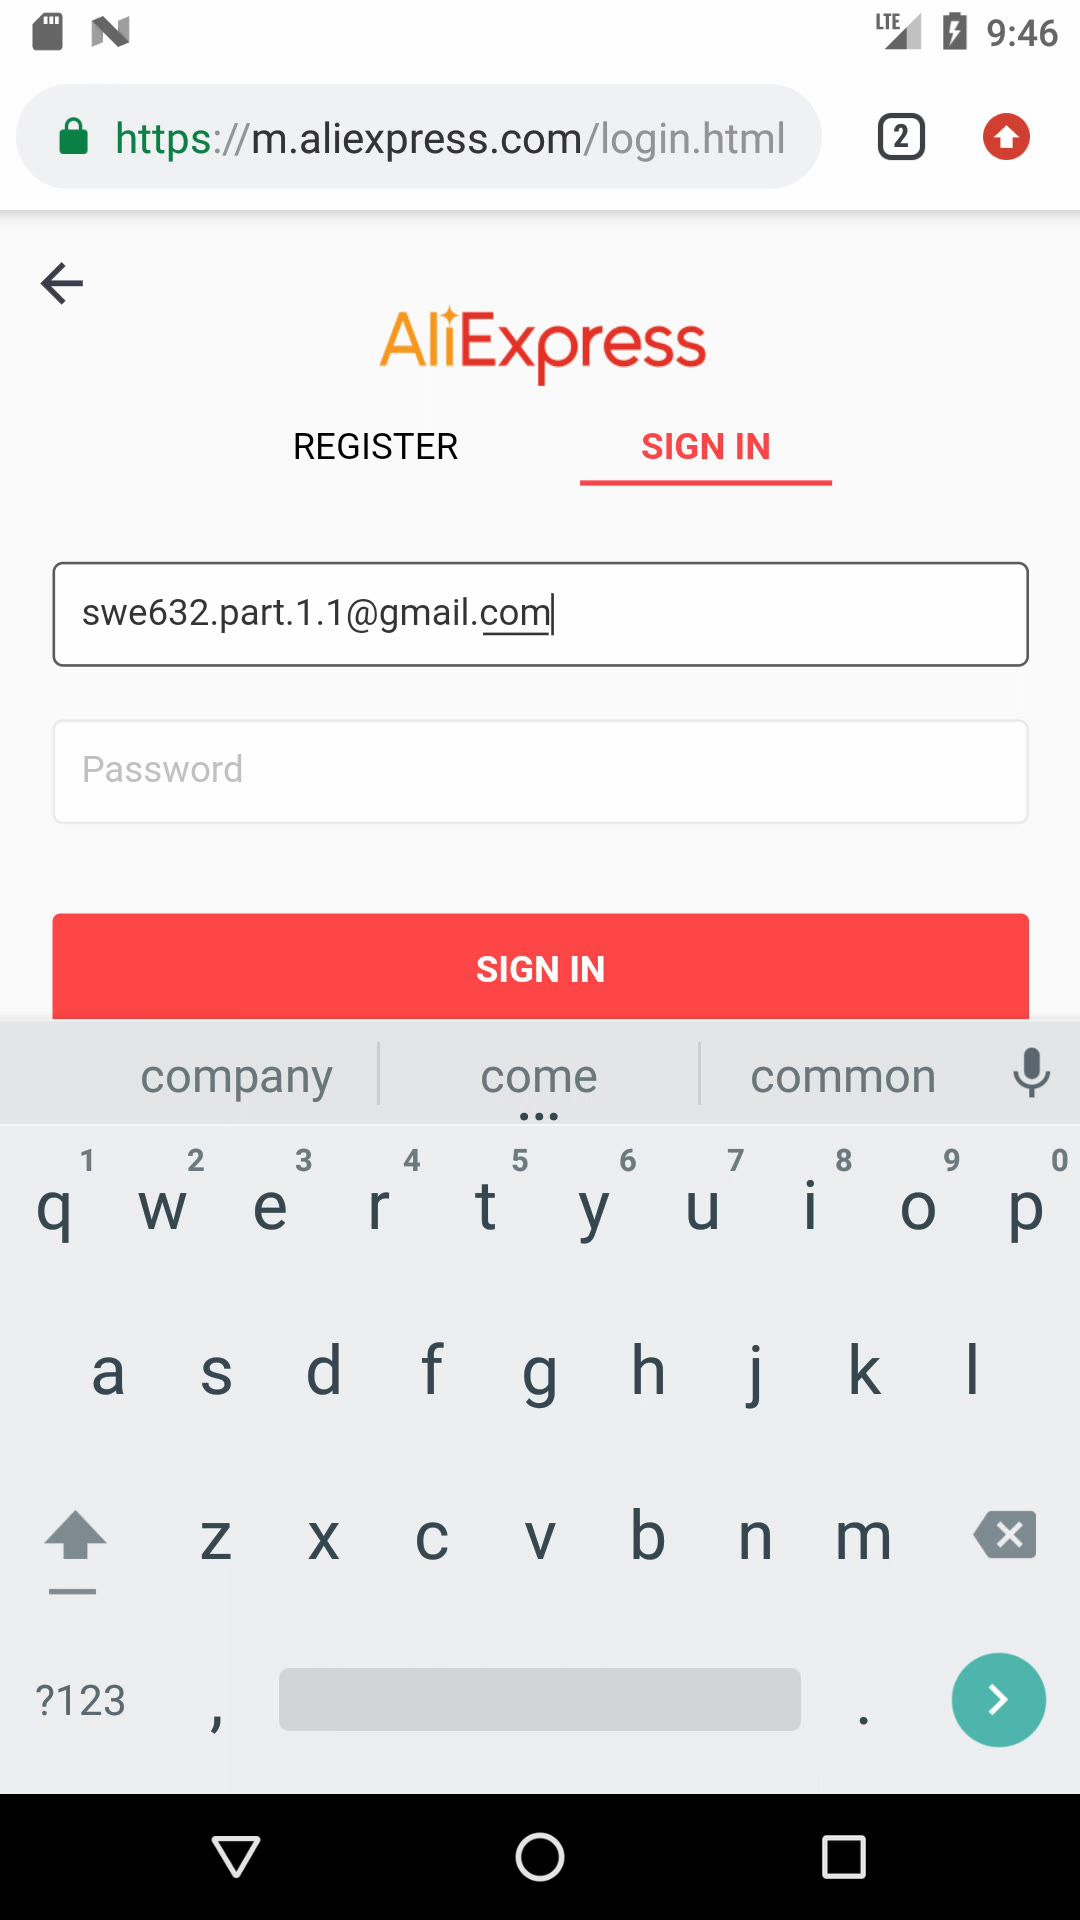 LTE 9:46
https://m.aliexpress.com/login.html 2
AliExpress
REGISTER SIGN IN
swe632.part.1.1@gmail.com
Password
SIGN IN
company come common
1 2 3 4 5 6 7 8 9 0
q w e r t y u i o p
a s d f g h j k l
z x c v b n m
?123 , .